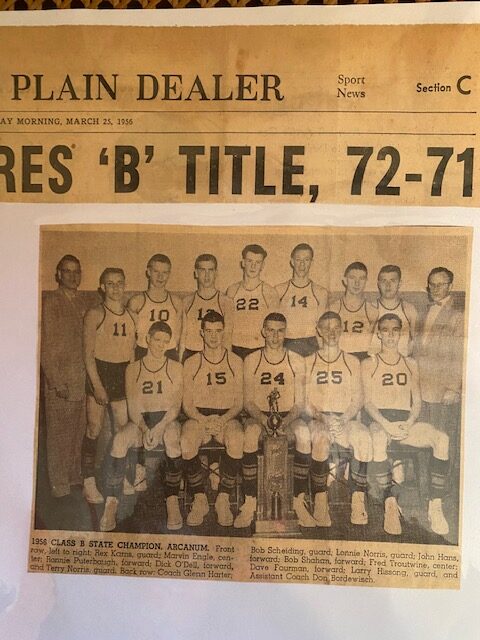 PLAIN DEALER
Sport
News
Section C
AY MORNING, MARCH 25, 1956
RES 'B' TITLE, 72-71
11
10
22
14
12
21
15
24
25
20
1956 CLASS B STATE CHAMPION, ARCANUM. Front
row, left to right: Rex Kamm, guard; Marvin Engle, cen-
ter; Ronnie Puterbaugh, forward; Dick O'Dell, forward,
and Terry Norris, guard. Back row: Coach Glenn Harter;
Bob Scheiding, guard; Lonnie Norris, guard; John Hans,
forward; Bob Shaham, forward; Fred Troutwine, center;
Dave Fourman, forward; Larry Hissong, guard, and
Assistant Coach Don Bordewisch.